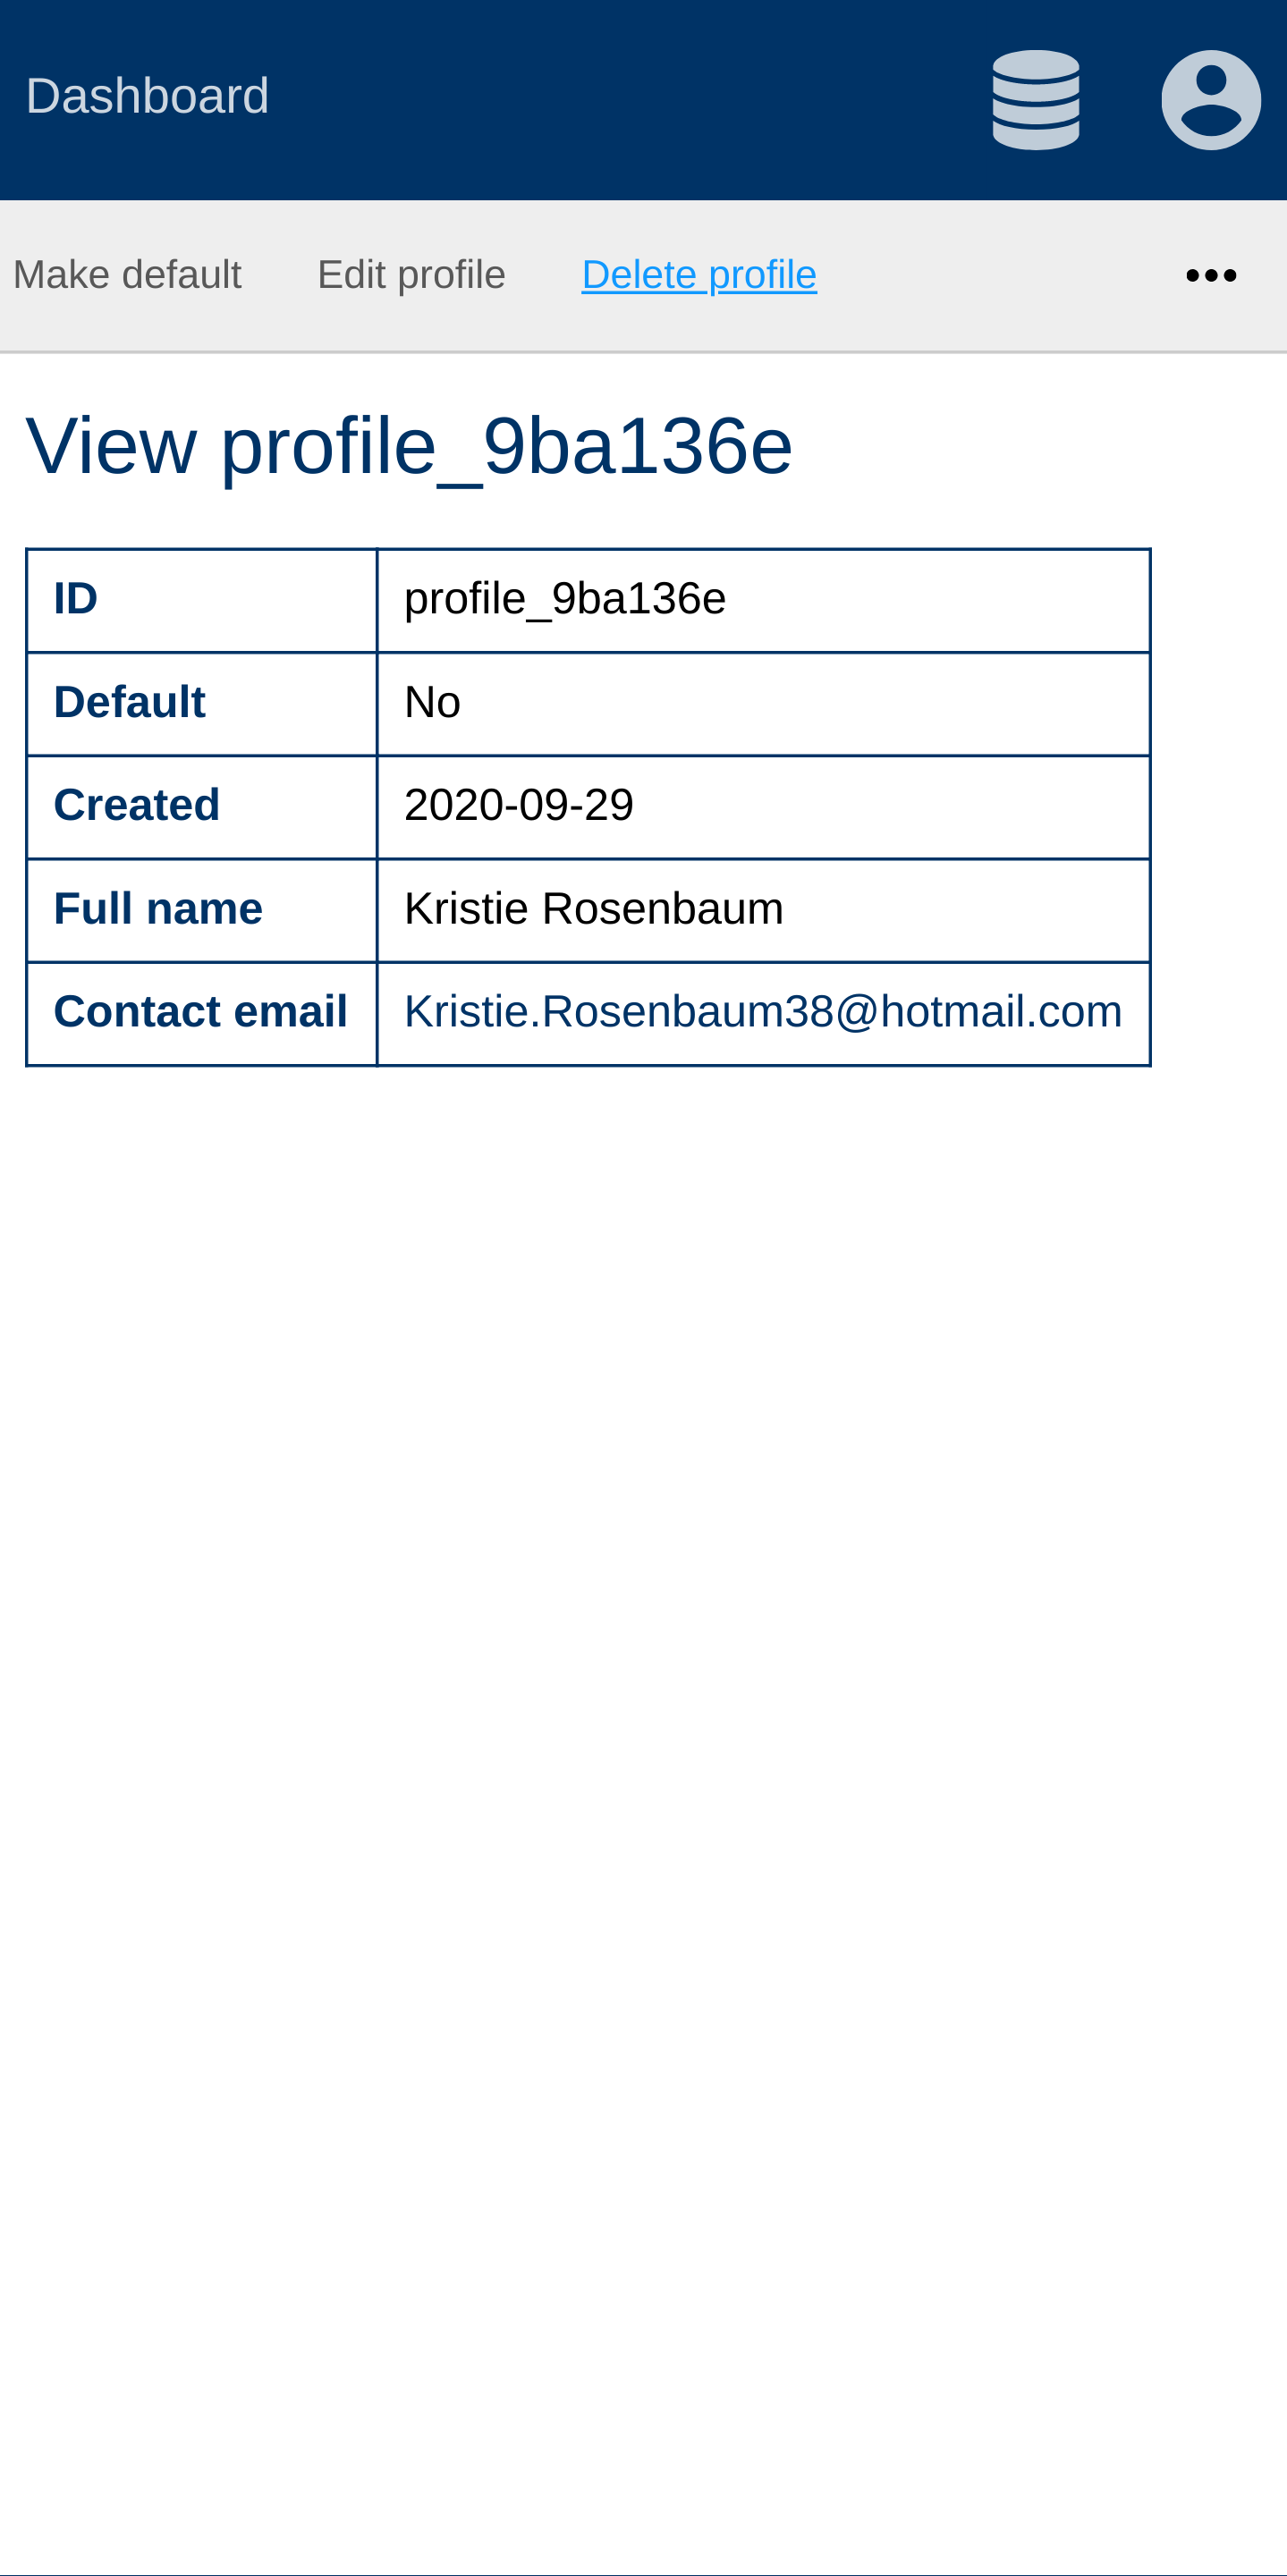 Dashboard
Make default Edit profile Delete profile
View profile_9ba136e
ID profile_9ba136e
Default No
Created 2020-09-29
Full name Kristie Rosenbaum
Contact email Kristie.Rosenbaum38@hotmail.com